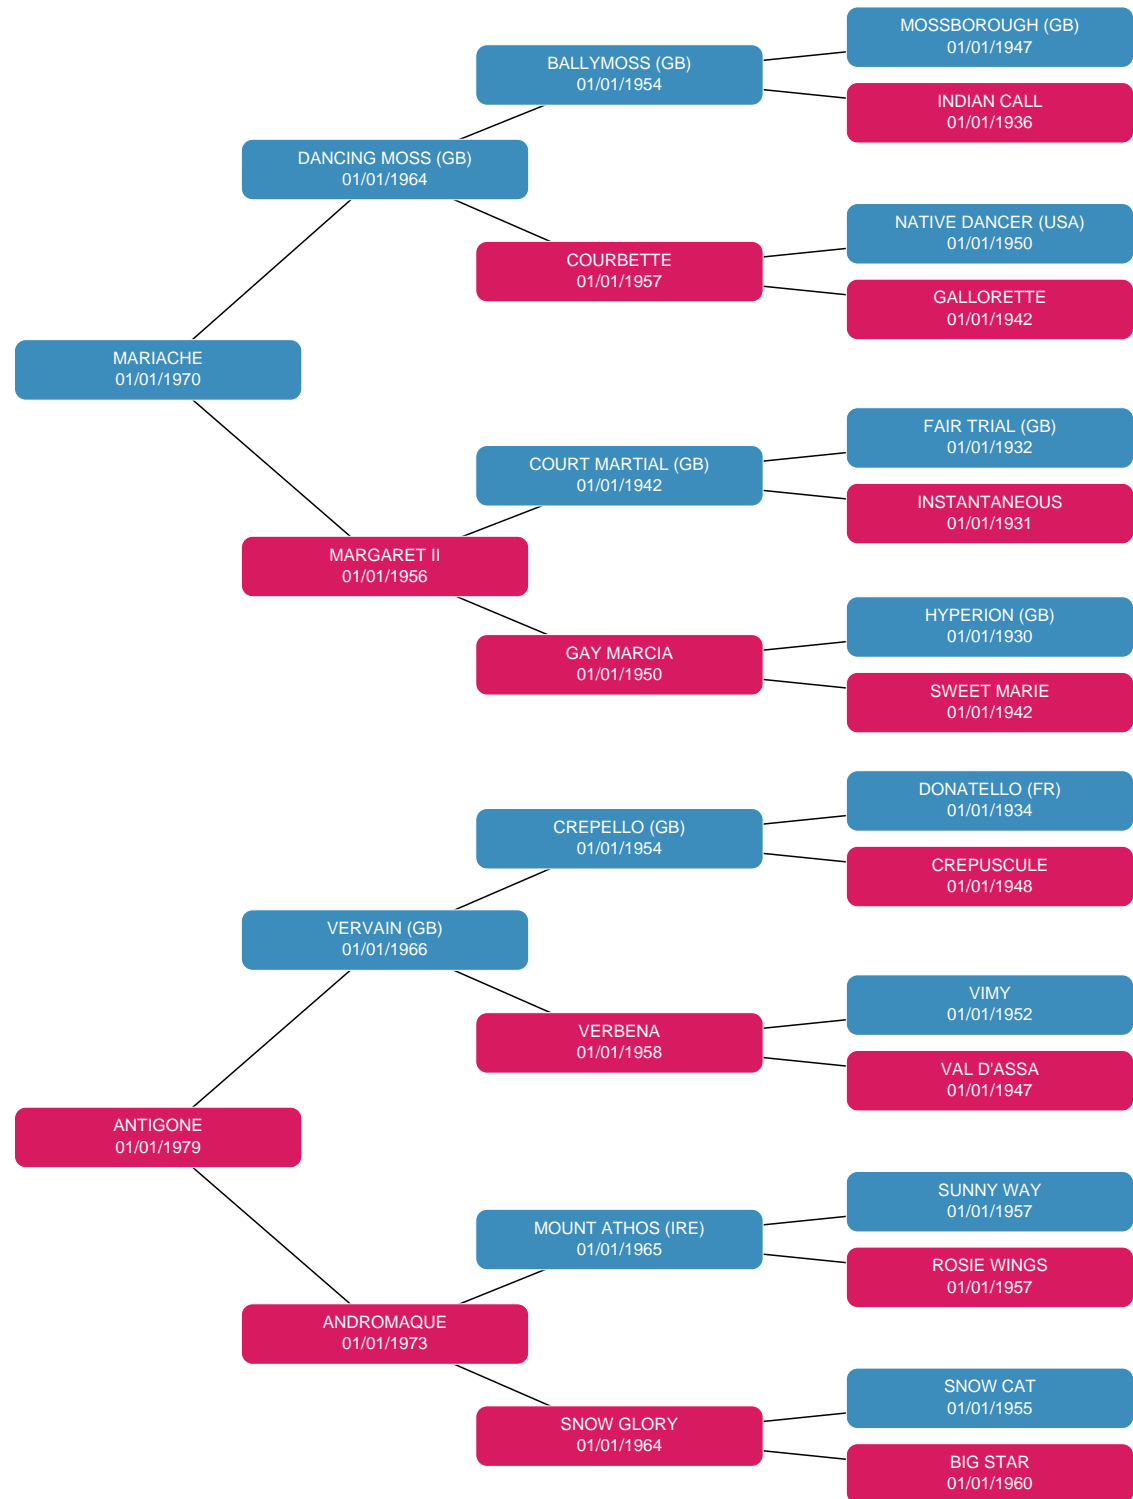 MOSSBOROUGH (GB)
01/01/1947
BALLYMOSS (GB)
01/01/1954
INDIAN CALL
01/01/1936
DANCING MOSS (GB)
01/01/1964
NATIVE DANCER (USA)
01/01/1950
COURBETTE
01/01/1957
GALLORETTE
01/01/1942
MARIACHE
01/01/1970
FAIR TRIAL (GB)
01/01/1932
COURT MARTIAL (GB)
01/01/1942
INSTANTANEOUS
01/01/1931
MARGARET II
01/01/1956
HYPERION (GB)
01/01/1930
GAY MARCIA
01/01/1950
SWEET MARIE
01/01/1942
DONATELLO (FR)
01/01/1934
CREPELLO (GB)
01/01/1954
CREPUSCULE
01/01/1948
VERVAIN (GB)
01/01/1966
VIMY
01/01/1952
VERBENA
01/01/1958
VAL D'ASSA
01/01/1947
ANTIGONE
01/01/1979
SUNNY WAY
01/01/1957
MOUNT ATHOS (IRE)
01/01/1965
ROSIE WINGS
01/01/1957
ANDROMAQUE
01/01/1973
SNOW CAT
01/01/1955
SNOW GLORY
01/01/1964
BIG STAR
01/01/1960